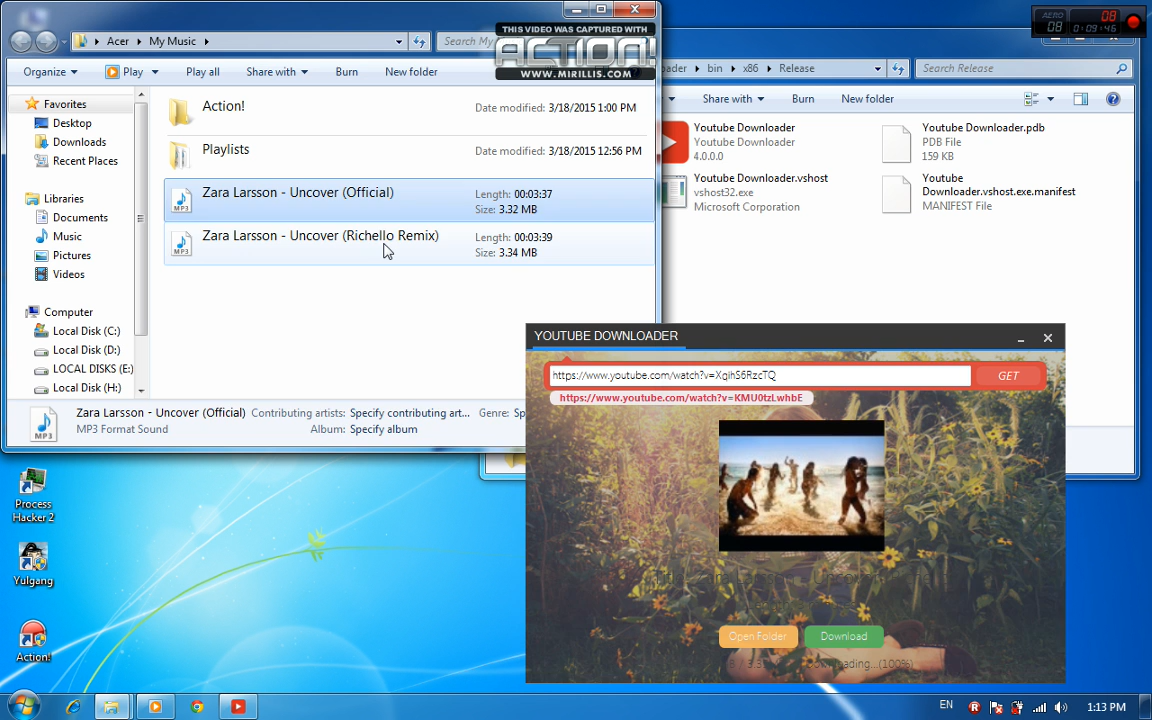 THIS VIDEO WAS CAPTURED WITH
ACTION!
WWW.MIRILLIS.COM
AERO
08
08
0:09:46
Acer
My Music
Search My
Organize
Play
Play all
Share with
Burn
New folder
Favorites
Desktop
Downloads
Recent Places
Libraries
Documents
Music
Pictures
Videos
Computer
Local Disk (C:)
Local Disk (D:)
LOCAL DISKS (E:)
Local Disk (H:)
Action!
Date modified: 3/18/2015 1:00 PM
Playlists
Date modified: 3/18/2015 12:56 PM
MP3
Zara Larsson - Uncover (Official)
Length: 00:03:37
Size: 3.32 MB
MP3
Zara Larsson - Uncover (Richello Remix)
Length: 00:03:39
Size: 3.34 MB
MP3
Zara Larsson - Uncover (Official)
Contributing artists: Specify contributing art...
Genre: Sp
MP3 Format Sound
Album: Specify album
bin
x86
Release
Search Release
Share with
Burn
New folder
Youtube Downloader
Youtube Downloader
4.0.0.0
Youtube Downloader.pdb
PDB File
159 KB
Youtube Downloader.vshost
vshost32.exe
Microsoft Corporation
Youtube
Downloader.vshost.exe.manifest
MANIFEST File
YOUTUBE DOWNLOADER
https://www.youtube.com/watch?v=XgihS6RzcTQ
GET
https://www.youtube.com/watch?v=KMU0tzLwhbE
Open Folder
Download
(100%)
Process
Hacker 2
Yulgang
Action!
EN
1:13 PM